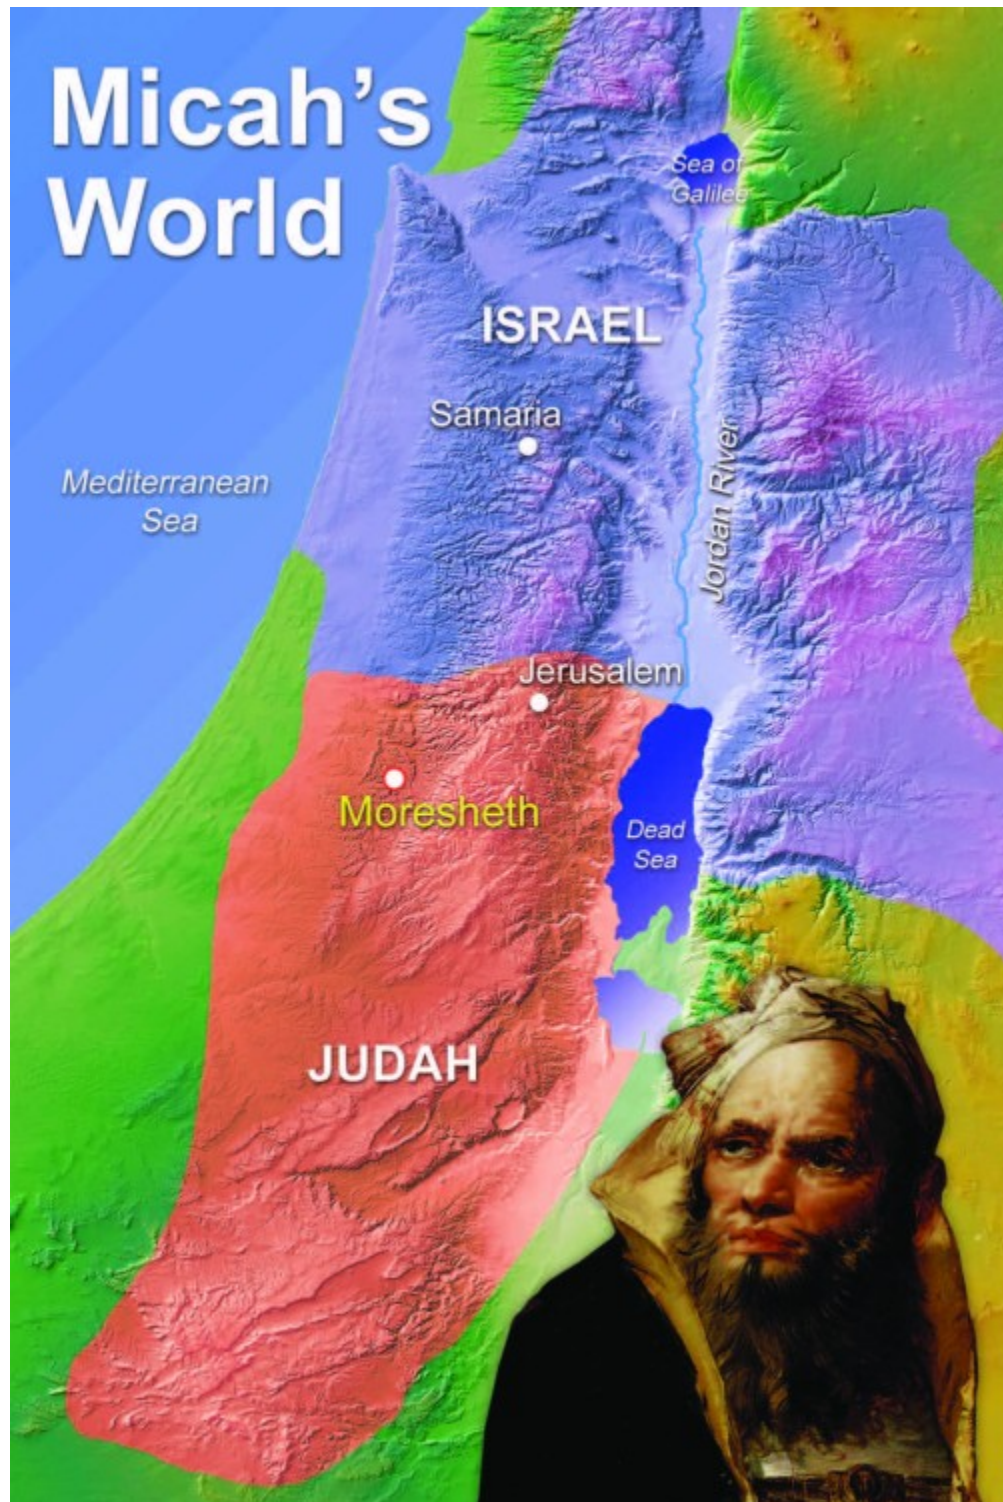 Micah's
World
Sea of
Galilee
ISRAEL
Samaria
Mediterranean
Sea
Jordan River
Jerusalem
Moresheth
Dead
Sea
JUDAH